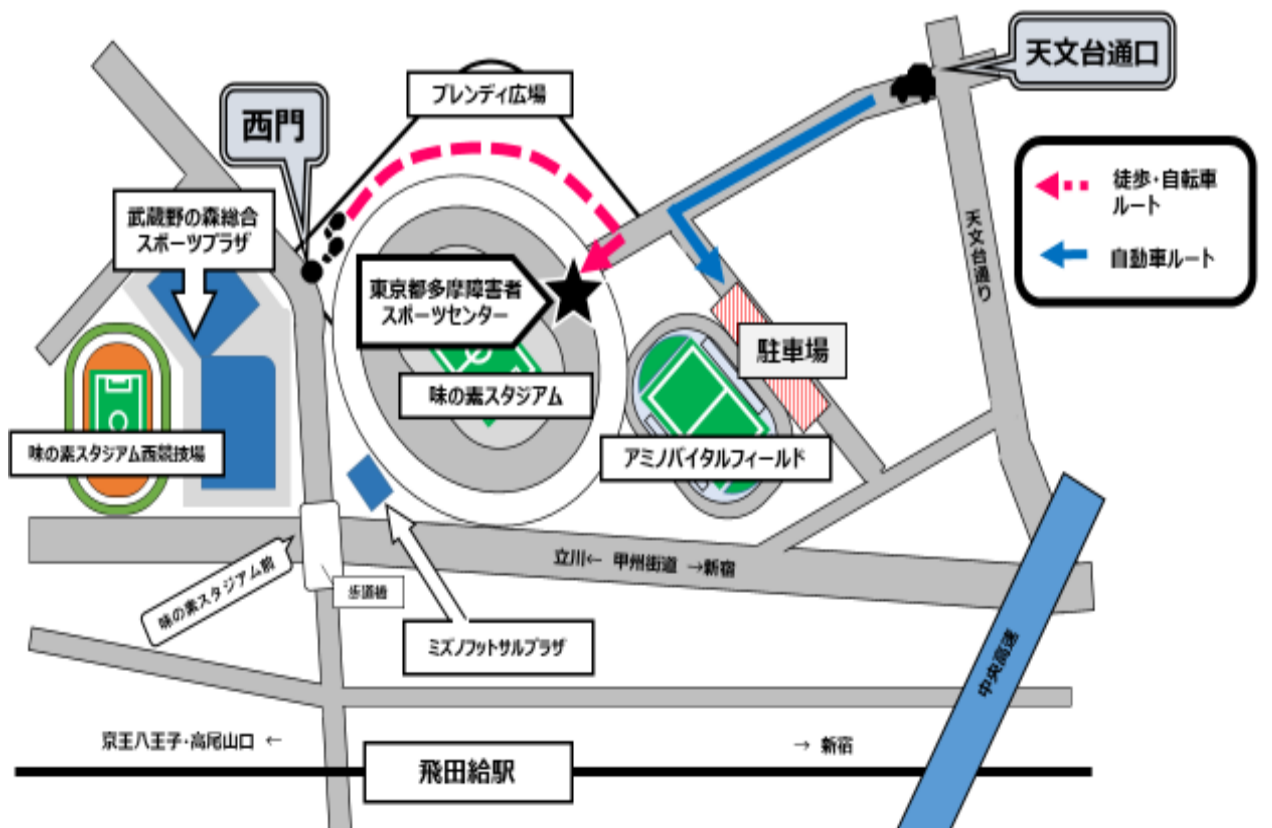 天文台通口
ブレンディ広場
西門
徒歩・自転車
ルート
自動車ルート
武蔵野の森総合
スポーツプラザ
天文台通り
東京都多摩障害者
スポーツセンター
駐車場
味の素スタジアム
味の素スタジアム西競技場
アミノバイタルフィールド
立川← 甲州街道 →新宿
味の素スタジアム前
歩道橋
ミズノフットサルプラザ
中央高速
京王八王子・高尾山口 ←
→ 新宿
飛田給駅